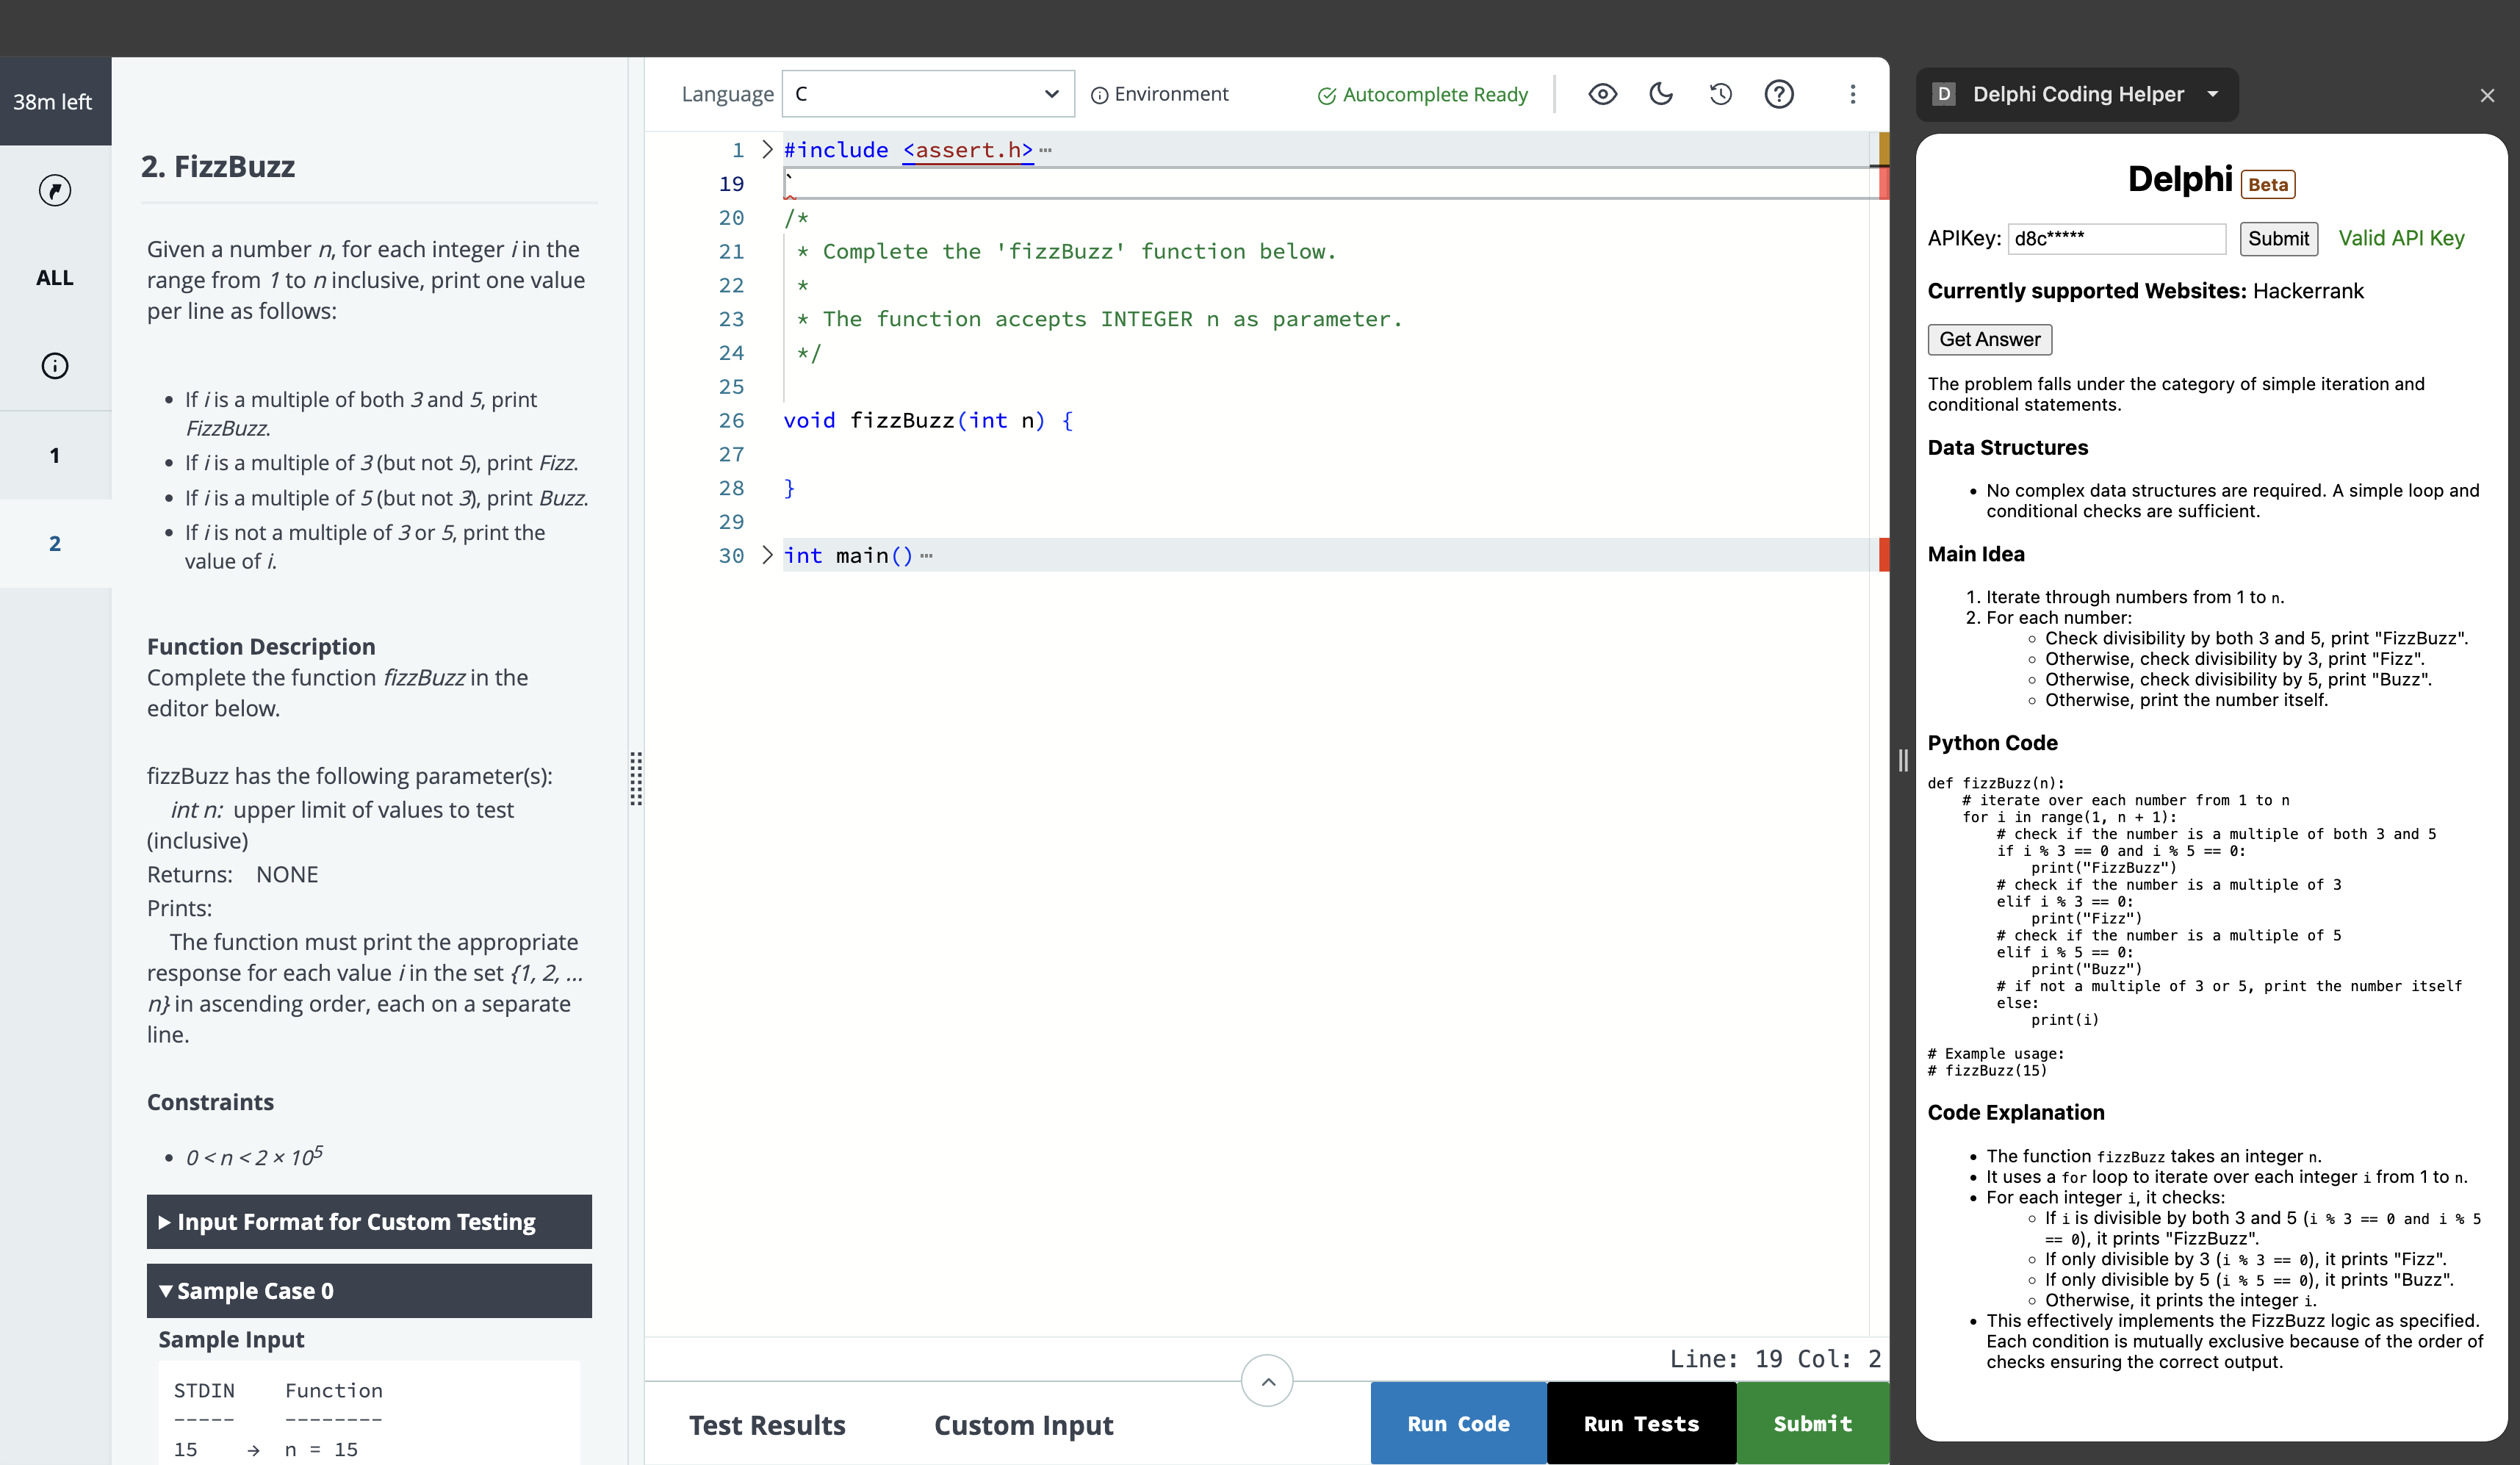 38m left
ALL
1
2
2. FizzBuzz
Given a number n, for each integer i in the
range from 1 to n inclusive, print one value
per line as follows:
• If i is a multiple of both 3 and 5, print
FizzBuzz.
• If i is a multiple of 3 (but not 5), print Fizz.
• If i is a multiple of 5 (but not 3), print Buzz.
• If i is not a multiple of 3 or 5, print the
value of i.
Function Description
Complete the function fizzBuzz in the
editor below.
fizzBuzz has the following parameter(s):
int n: upper limit of values to test
(inclusive)
Returns: NONE
Prints:
The function must print the appropriate
response for each value i in the set {1, 2, ...
n} in ascending order, each on a separate
line.
Constraints
• 0 < n < 2 × 10⁵
▶ Input Format for Custom Testing
▼ Sample Case 0
Sample Input
STDIN Function
----- --------
15 → n = 15
Language C Environment Autocomplete Ready
1 #include <assert.h> ⋯
19 `
20 /*
21 * Complete the 'fizzBuzz' function below.
22 *
23 * The function accepts INTEGER n as parameter.
24 */
25
26 void fizzBuzz(int n) {
27
28 }
29
30 int main() ⋯
Line: 19 Col: 2
Test Results Custom Input Run Code Run Tests Submit
D Delphi Coding Helper
Delphi Beta
APIKey: d8c***** Submit Valid API Key
Currently supported Websites: Hackerrank
Get Answer
The problem falls under the category of simple iteration and
conditional statements.
Data Structures
• No complex data structures are required. A simple loop and
conditional checks are sufficient.
Main Idea
1. Iterate through numbers from 1 to n.
2. For each number:
◦ Check divisibility by both 3 and 5, print "FizzBuzz".
◦ Otherwise, check divisibility by 3, print "Fizz".
◦ Otherwise, check divisibility by 5, print "Buzz".
◦ Otherwise, print the number itself.
Python Code
def fizzBuzz(n):
# iterate over each number from 1 to n
for i in range(1, n + 1):
# check if the number is a multiple of both 3 and 5
if i % 3 == 0 and i % 5 == 0:
print("FizzBuzz")
# check if the number is a multiple of 3
elif i % 3 == 0:
print("Fizz")
# check if the number is a multiple of 5
elif i % 5 == 0:
print("Buzz")
# if not a multiple of 3 or 5, print the number itself
else:
print(i)
# Example usage:
# fizzBuzz(15)
Code Explanation
• The function fizzBuzz takes an integer n.
• It uses a for loop to iterate over each integer i from 1 to n.
• For each integer i, it checks:
◦ If i is divisible by both 3 and 5 (i % 3 == 0 and i % 5
== 0), it prints "FizzBuzz".
◦ If only divisible by 3 (i % 3 == 0), it prints "Fizz".
◦ If only divisible by 5 (i % 5 == 0), it prints "Buzz".
◦ Otherwise, it prints the integer i.
• This effectively implements the FizzBuzz logic as specified.
Each condition is mutually exclusive because of the order of
checks ensuring the correct output.